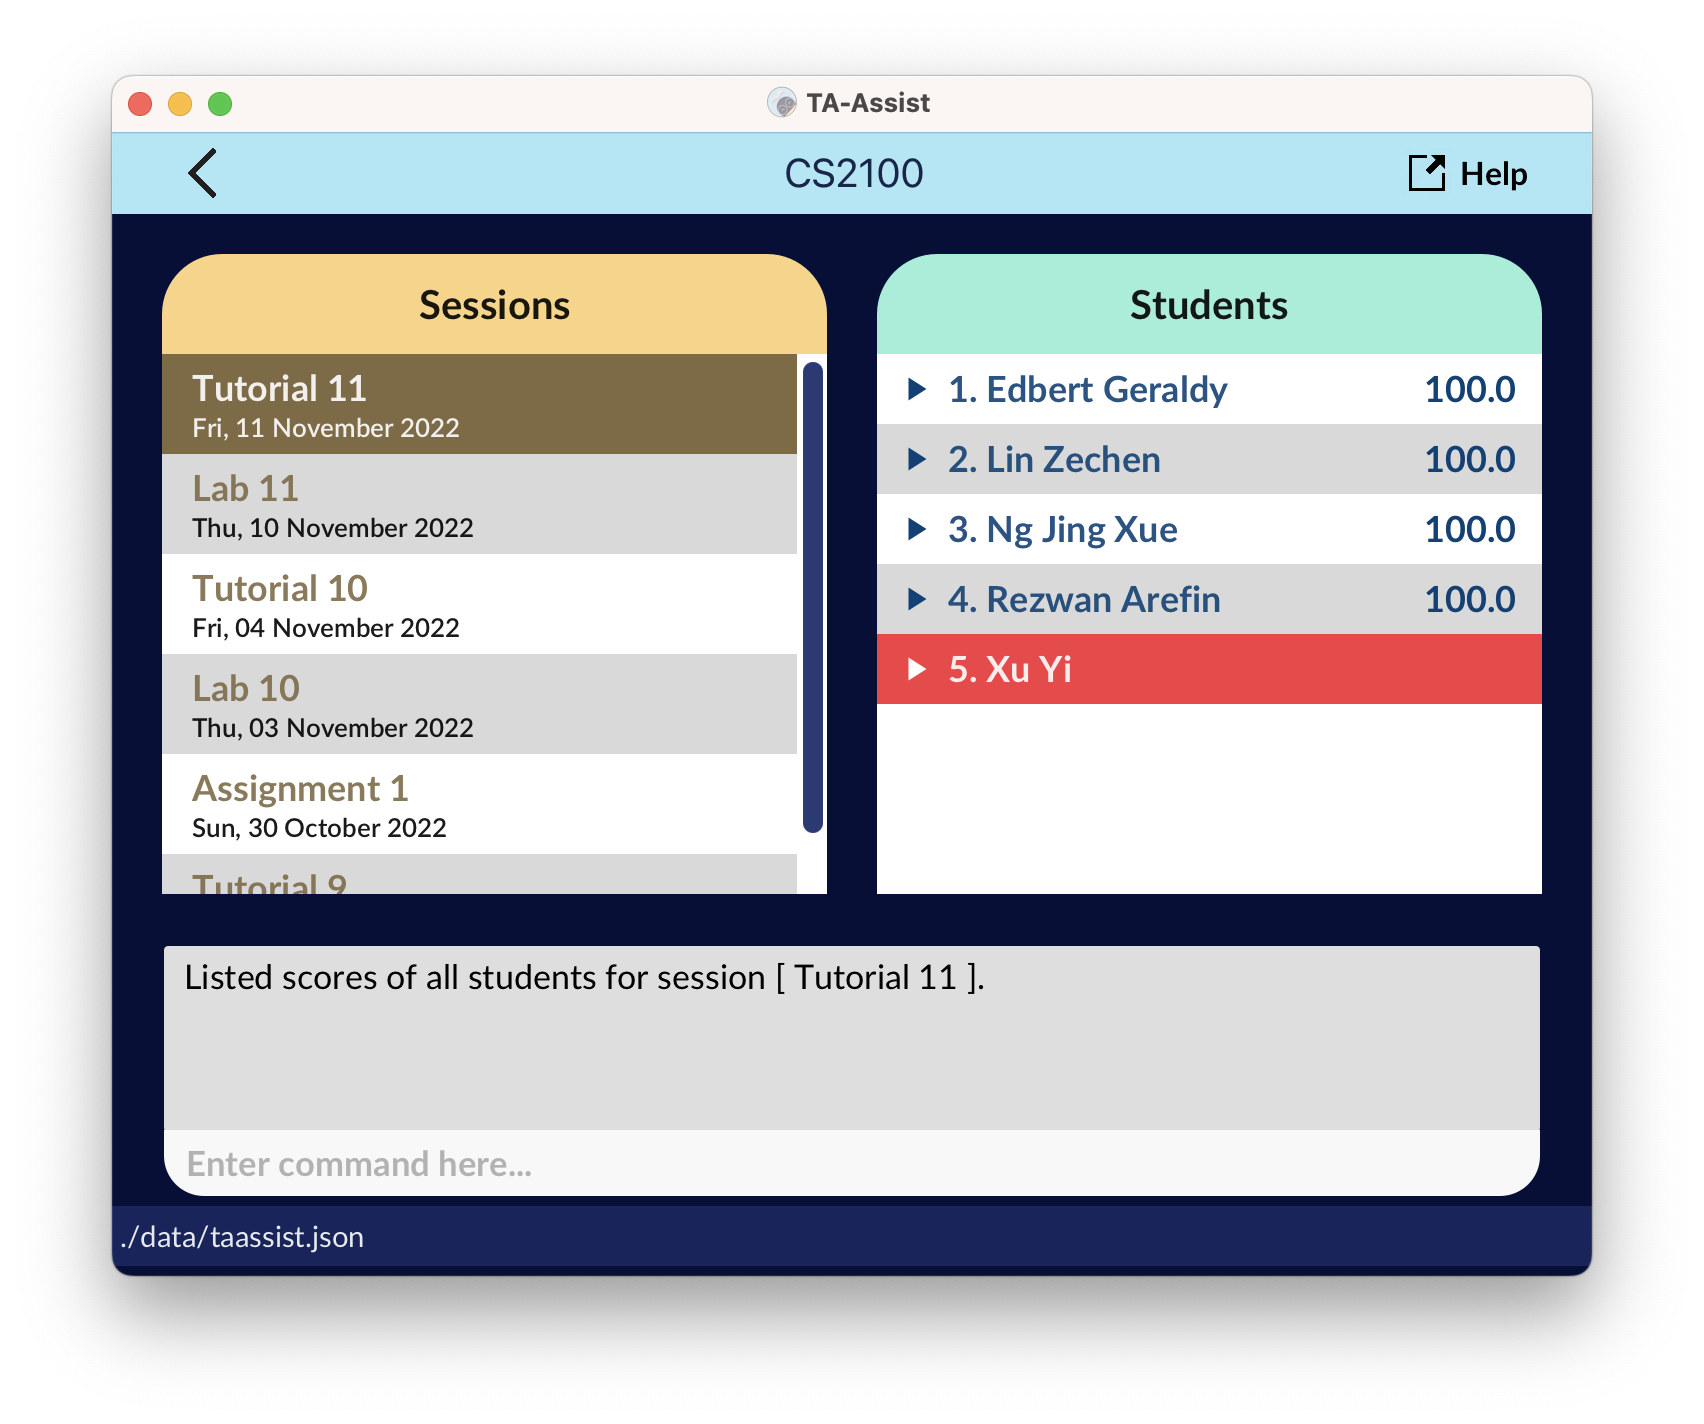 TA-Assist
CS2100
Help
Sessions
Tutorial 11
Fri, 11 November 2022
Lab 11
Thu, 10 November 2022
Tutorial 10
Fri, 04 November 2022
Lab 10
Thu, 03 November 2022
Assignment 1
Sun, 30 October 2022
Tutorial 9
Students
1. Edbert Geraldy 100.0
2. Lin Zechen 100.0
3. Ng Jing Xue 100.0
4. Rezwan Arefin 100.0
5. Xu Yi
Listed scores of all students for session [ Tutorial 11 ].
Enter command here...
./data/taassist.json